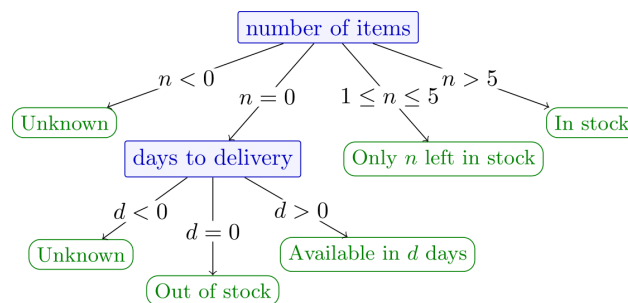 number of items
n < 0
n = 0
1 ≤ n ≤ 5
n > 5
Unknown
In stock
days to delivery
Only n left in stock
d < 0
d = 0
d > 0
Unknown
Available in d days
Out of stock